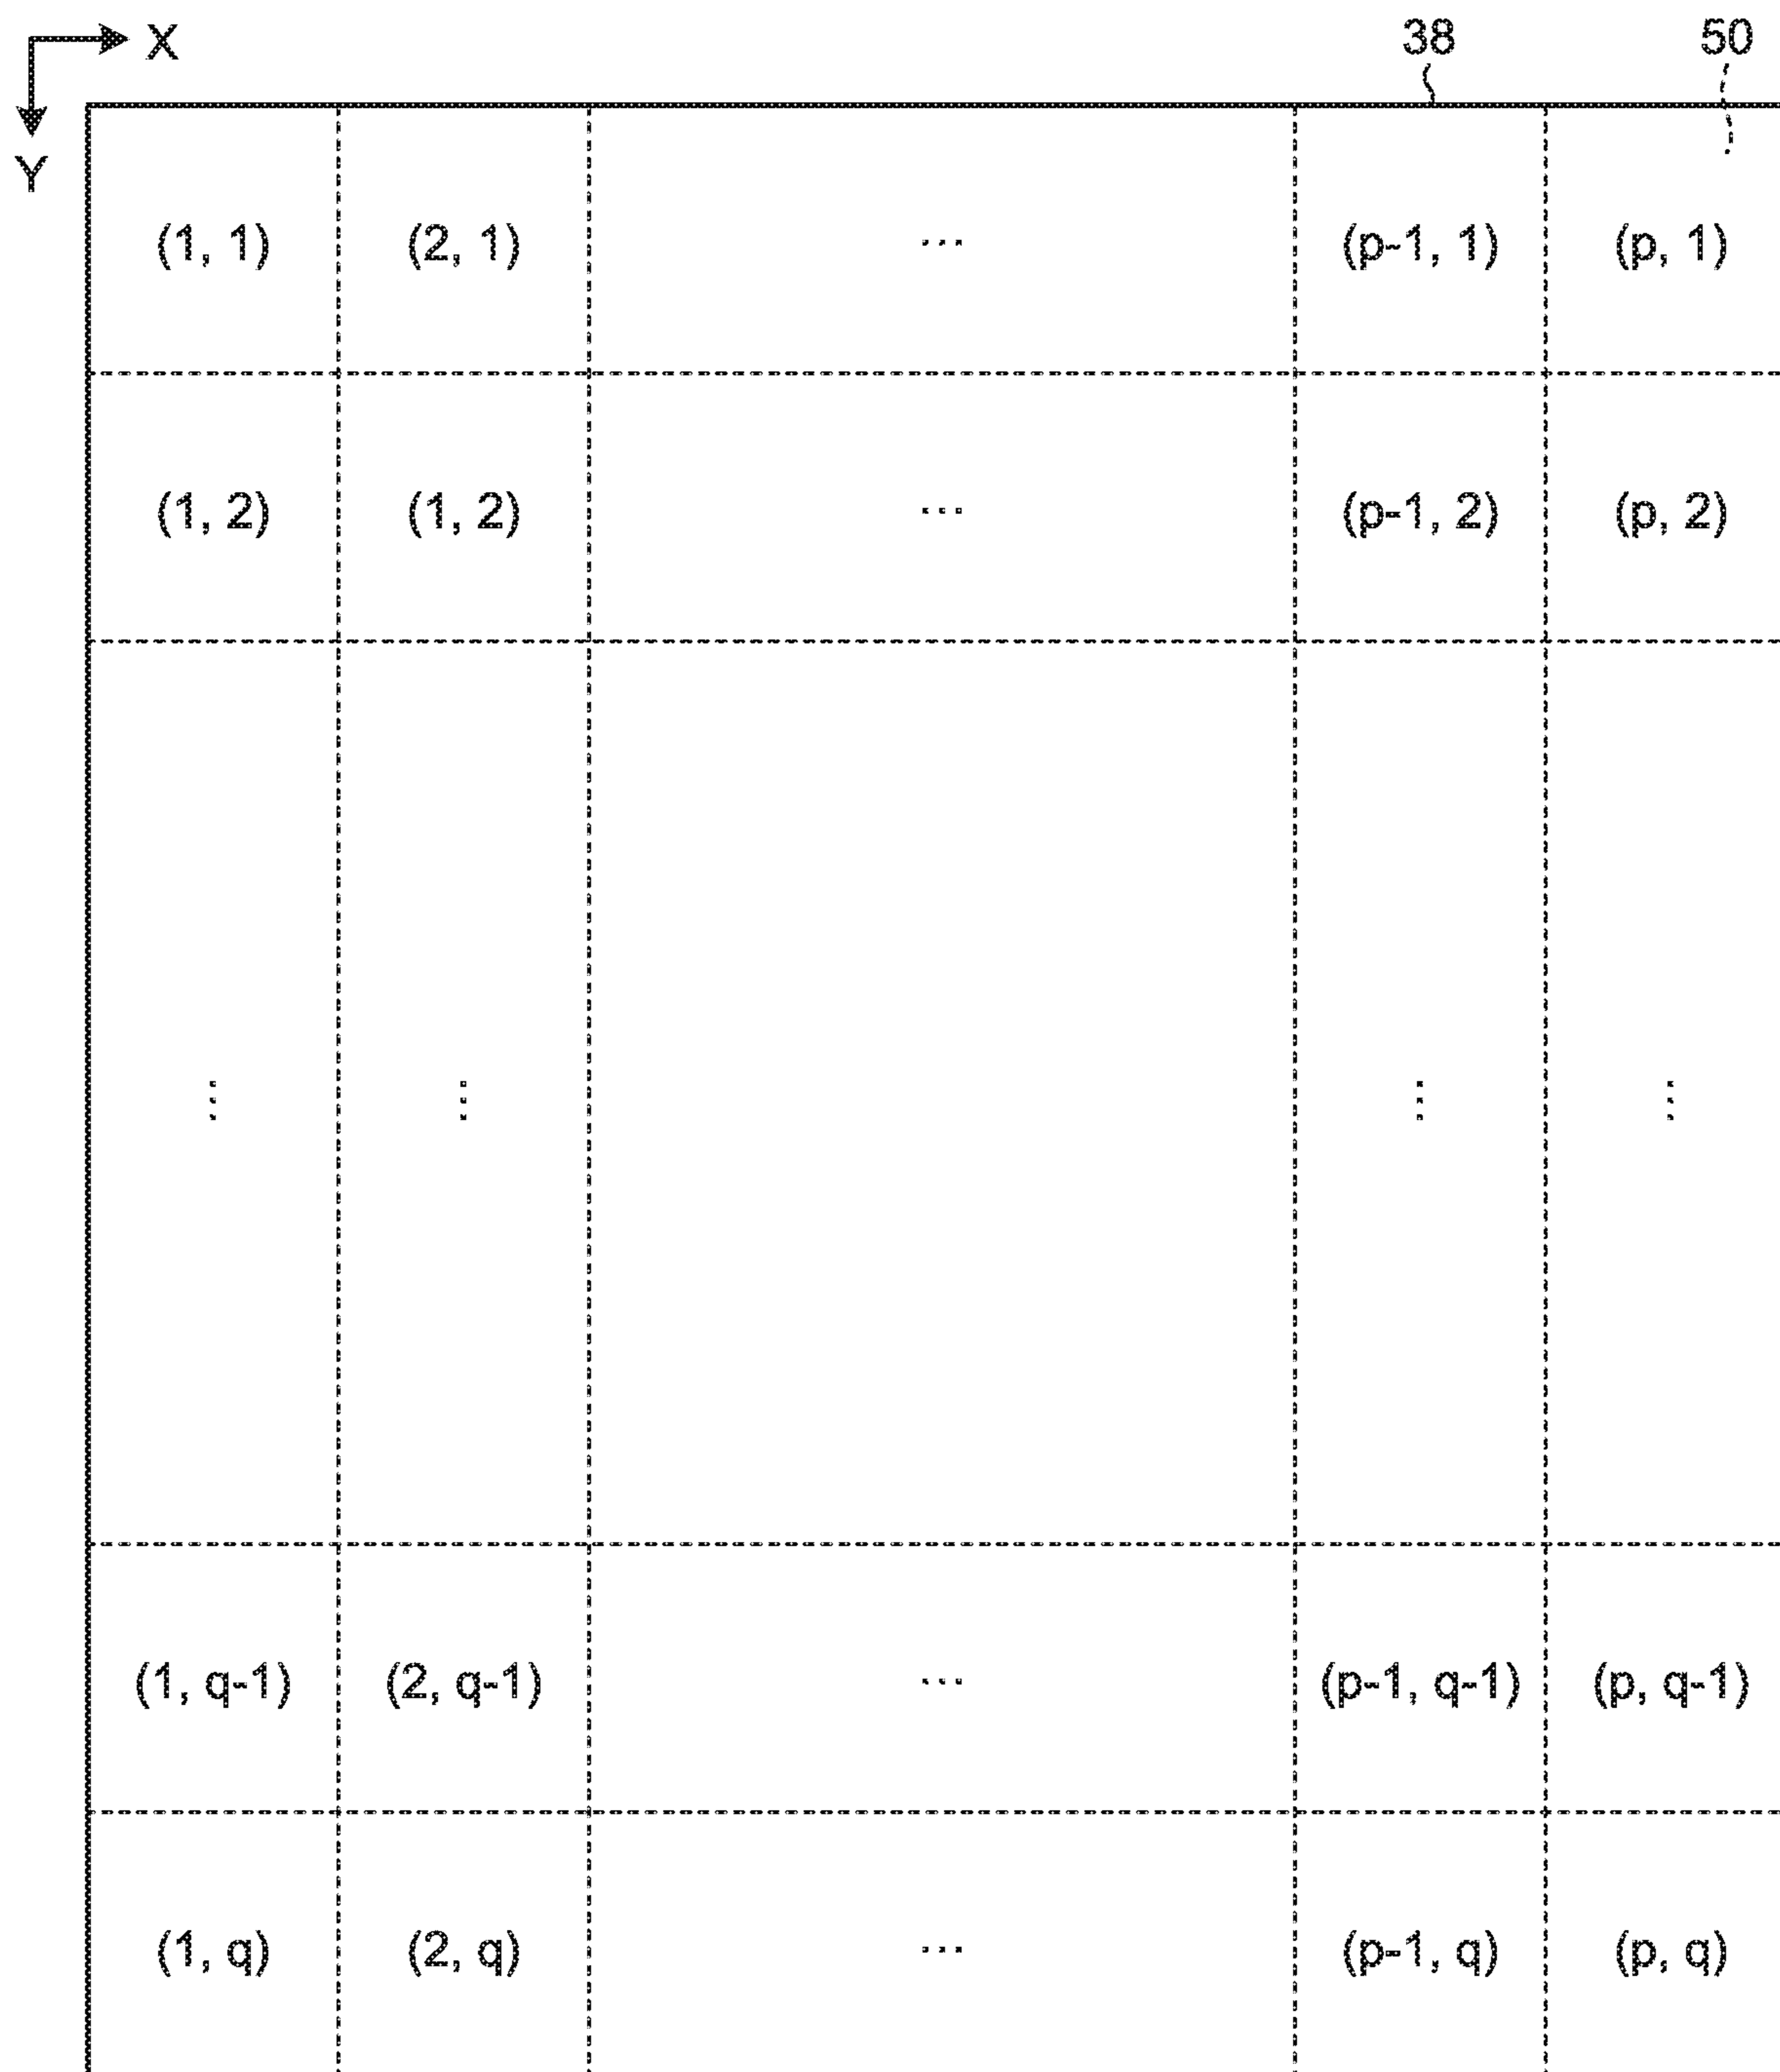 X 38 50
Y
(1, 1) (2, 1) ... (p-1, 1) (p, 1)
(1, 2) (1, 2) ... (p-1, 2) (p, 2)
⋮ ⋮ ⋮ ⋮
(1, q-1) (2, q-1) ... (p-1, q-1) (p, q-1)
(1, q) (2, q) ... (p-1, q) (p, q)